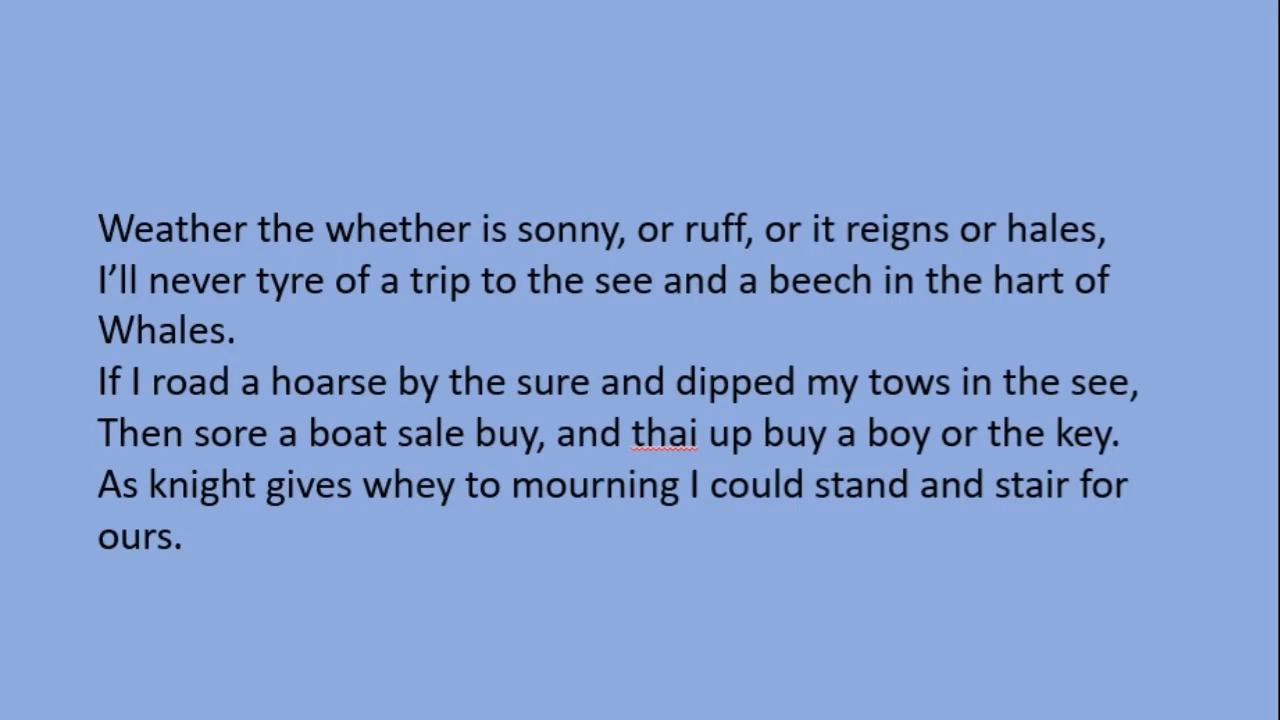 Weather the whether is sonny, or ruff, or it reigns or hales,
I’ll never tyre of a trip to the see and a beech in the hart of
Whales.
If I road a hoarse by the sure and dipped my tows in the see,
Then sore a boat sale buy, and thai up buy a boy or the key.
As knight gives whey to mourning I could stand and stair for
ours.